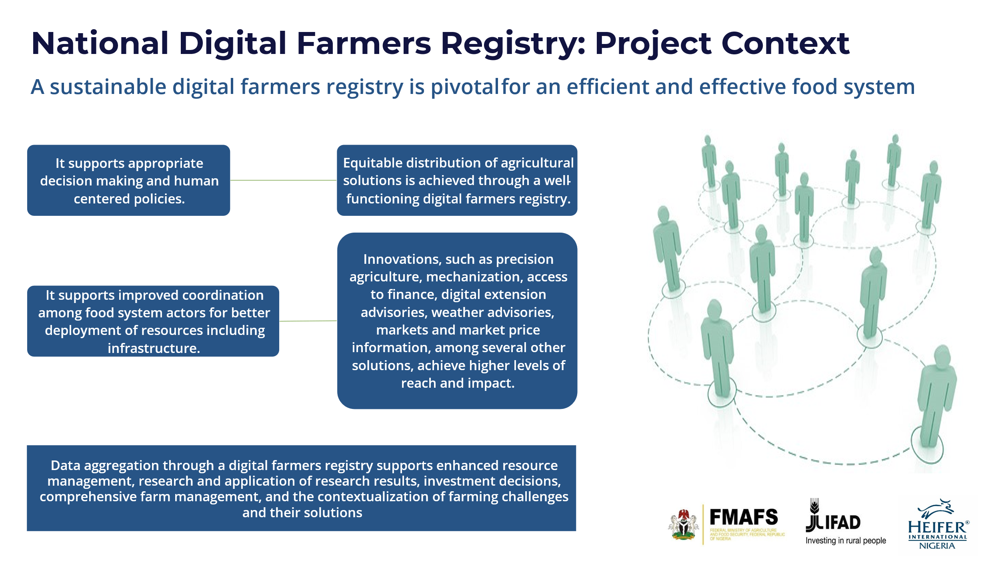 National Digital Farmers Registry: Project Context
A sustainable digital farmers registry is pivotal for an efficient and effective food system
It supports appropriate
decision making and human
centered policies.
Equitable distribution of agricultural
solutions is achieved through a well-
functioning digital farmers registry.
It supports improved coordination
among food system actors for better
deployment of resources including
infrastructure.
Innovations, such as precision
agriculture, mechanization, access
to finance, digital extension
advisories, weather advisories,
markets and market price
information, among several other
solutions, achieve higher levels of
reach and impact.
Data aggregation through a digital farmers registry supports enhanced resource
management, research and application of research results, investment decisions,
comprehensive farm management, and the contextualization of farming challenges
and their solutions
FMAFS
FEDERAL MINISTRY OF AGRICULTURE
AND FOOD SECURITY, FEDERAL REPUBLIC
OF NIGERIA
JLIFAD
Investing in rural people
HEIFER®
INTERNATIONAL
NIGERIA